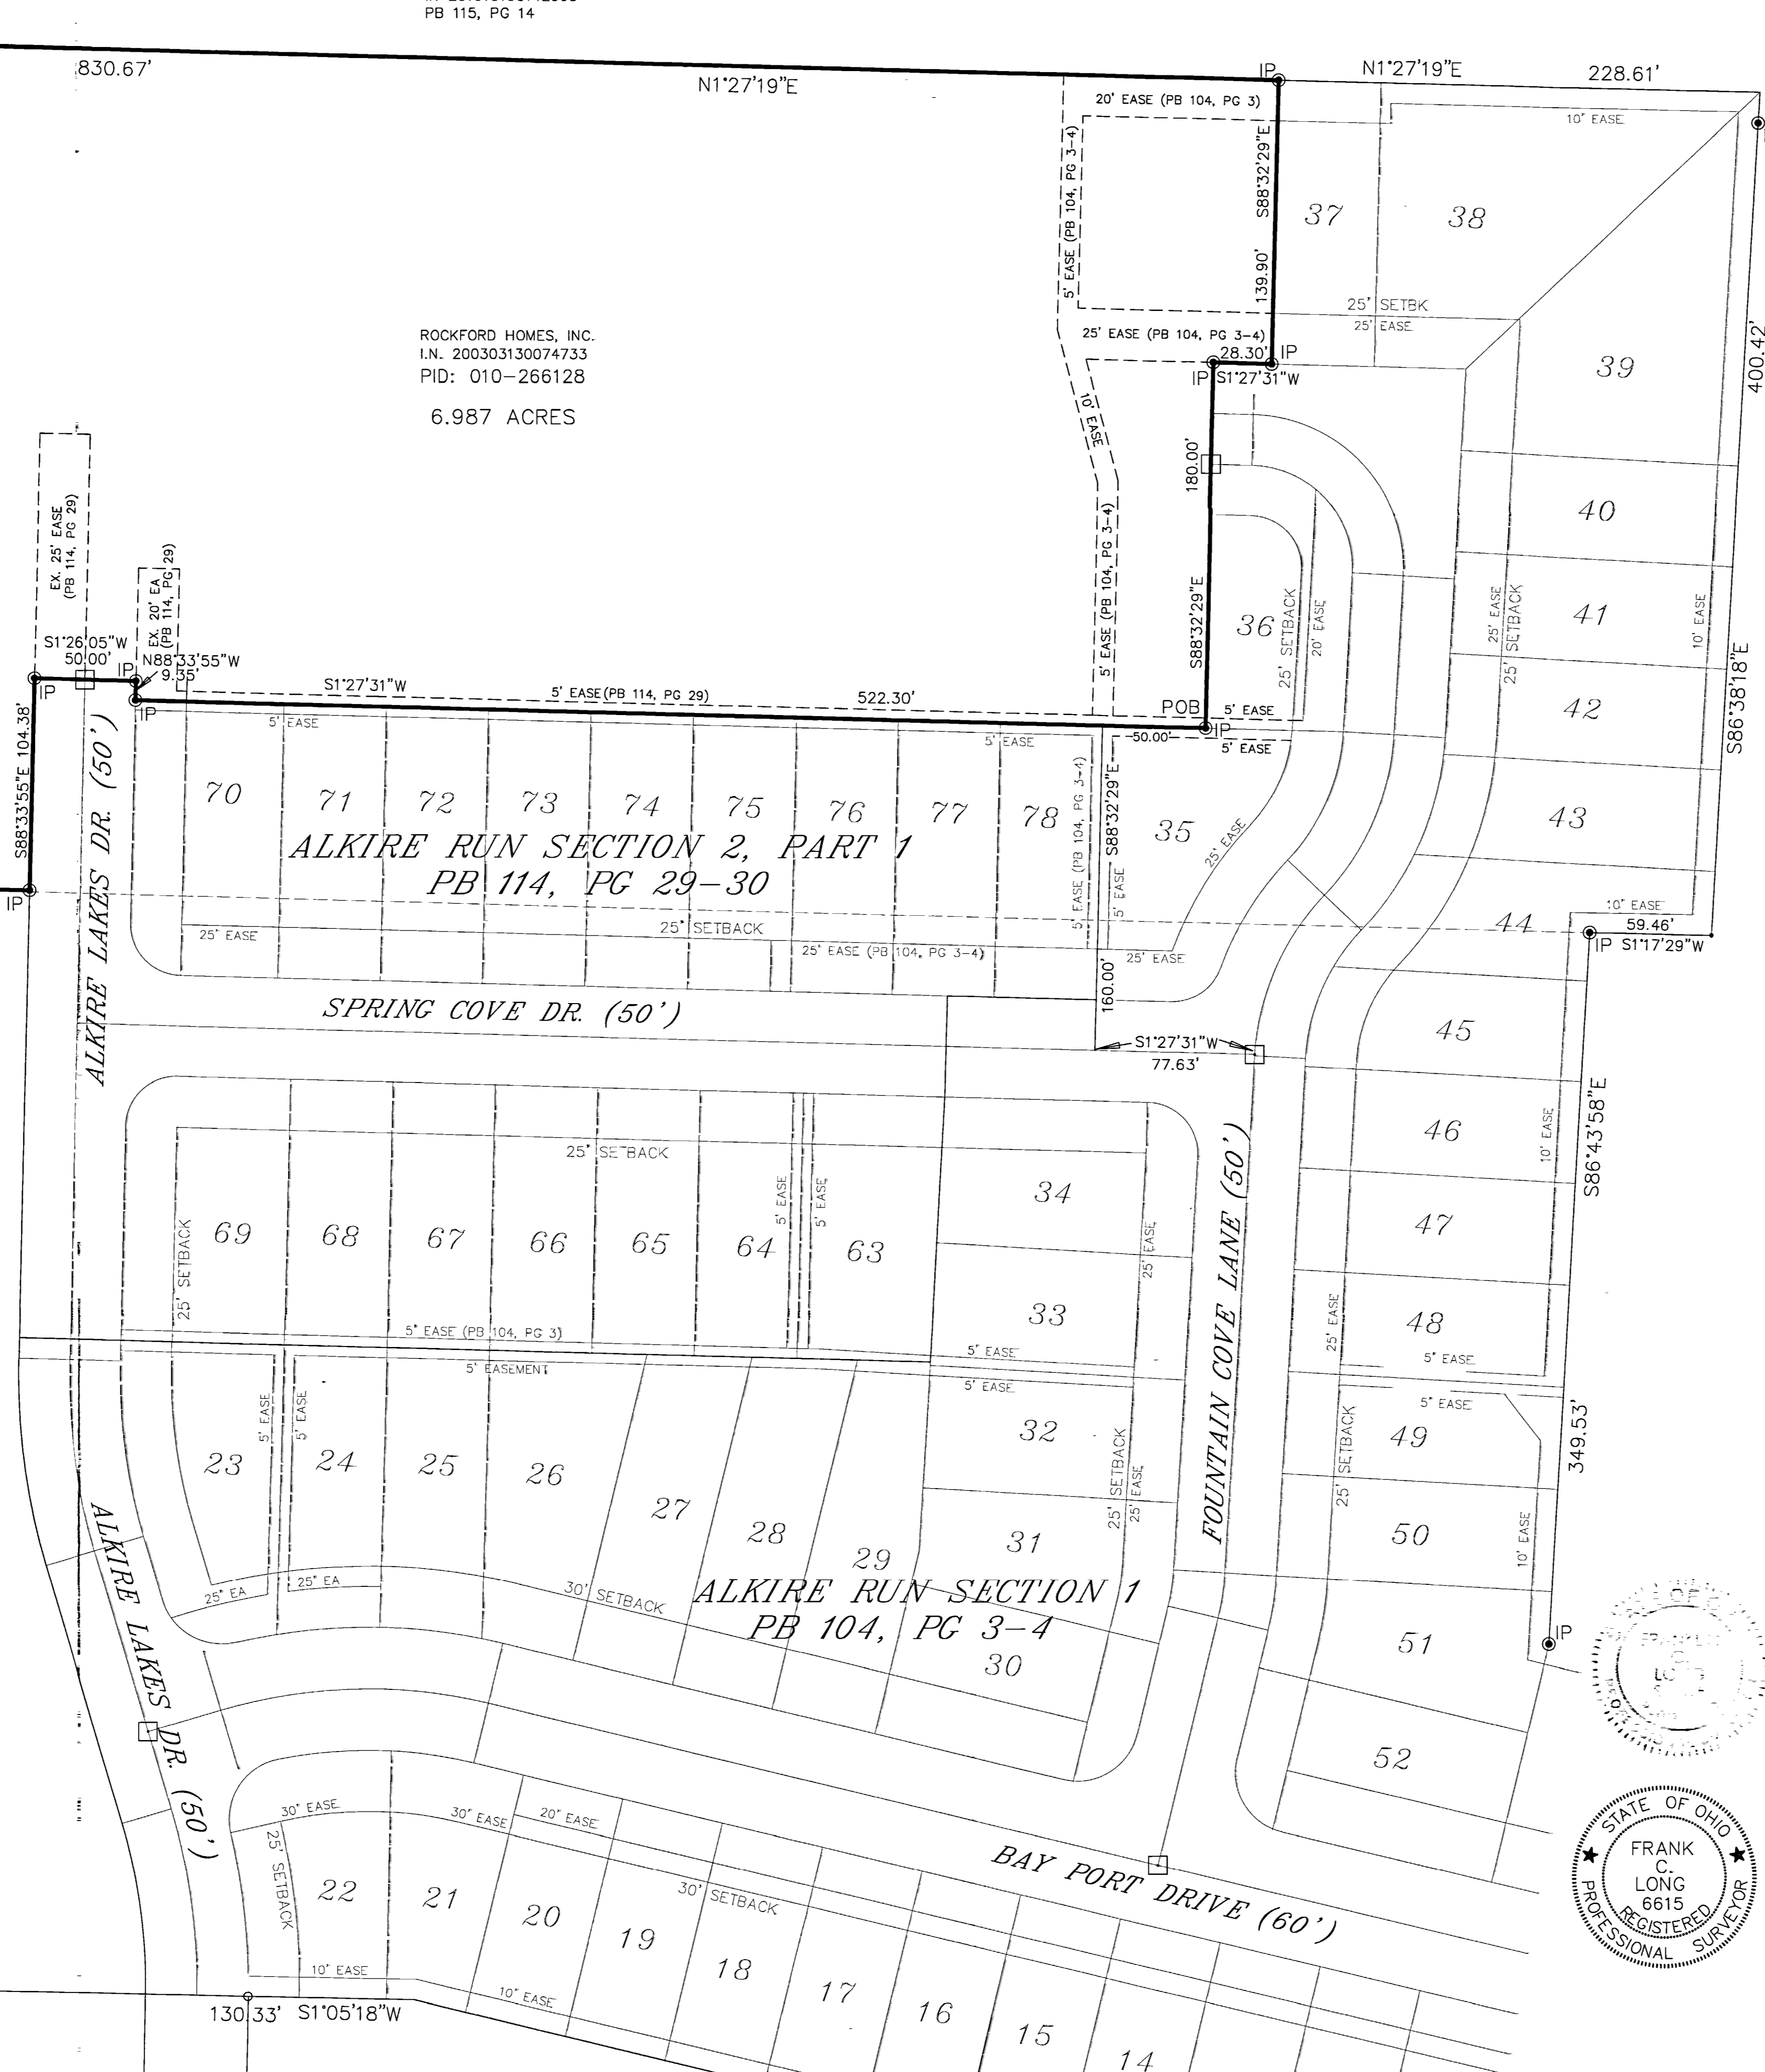 PB 115, PG 14
830.67'
N1°27'19"E
IP
N1°27'19"E
228.61'
20' EASE (PB 104, PG 3)
10' EASE
5' EASE (PB 104, PG 3-4)
S88°32'29"E
139.90'
37
38
25' SETBK
25' EASE
25' EASE (PB 104, PG 3-4)
28.30'
IP
IP
S1°27'31"W
39
400.42'
ROCKFORD HOMES, INC.
I.N. 200303130074733
PID: 010-266128
6.987 ACRES
10' EASE
180.00'
S88°32'29"E
40
EX. 25' EASE
(PB 114, PG 29)
EX. 20' EA
(PB 114, PG 29)
5' EASE (PB 104, PG 3-4)
36
25' SETBACK
20' EASE
25' EASE
25' SETBACK
41
10' EASE
S86°38'18"E
S1°26'05"W
50.00'
IP
IP
N88°33'55"W
9.35'
IP
S1°27'31"W
5' EASE(PB 114, PG 29)
522.30'
POB
5' EASE
IP
42
5' EASE
5' EASE
50.00'
5' EASE
S88°33'55"E 104.38'
IP
ALKIRE LAKES DR. (50')
70
71
72
73
74
75
76
77
78
5' EASE (PB 104, PG 3-4)
S88°32'29"E
5' EASE
35
25' EASE
43
ALKIRE RUN SECTION 2, PART 1
PB 114, PG 29-30
25' EASE
25' SETBACK
25' EASE (PB 104, PG 3-4)
25' EASE
44
10' EASE
59.46'
IP S1°17'29"W
SPRING COVE DR. (50')
160.00'
S1°27'31"W
77.63'
45
25' SETBACK
46
10' EASE
S86°43'58"E
25' SETBACK
69
68
67
66
65
64
5' EASE
5' EASE
63
34
25' EASE
FOUNTAIN COVE LANE (50')
47
33
48
25' EASE
5' EASE (PB 104, PG 3)
5' EASE
5' EASE
5' EASEMENT
5' EASE
5' EASE
23
5' EASE
5' EASE
24
25
26
27
28
29
32
25' SETBACK
25' EASE
31
25' SETBACK
49
349.53'
50
10' EASE
25' EA
25' EA
30' SETBACK
ALKIRE RUN SECTION 1
PB 104, PG 3-4
30
51
IP
ALKIRE LAKES DR. (50')
52
30' EASE
30' EASE
20' EASE
25' SETBACK
22
21
20
19
30' SETBACK
18
17
16
15
14
BAY PORT DRIVE (60')
10' EASE
10' EASE
130.33' S1°05'18"W
STATE OF OHIO
FRANK
C.
LONG
6615
REGISTERED
PROFESSIONAL SURVEYOR